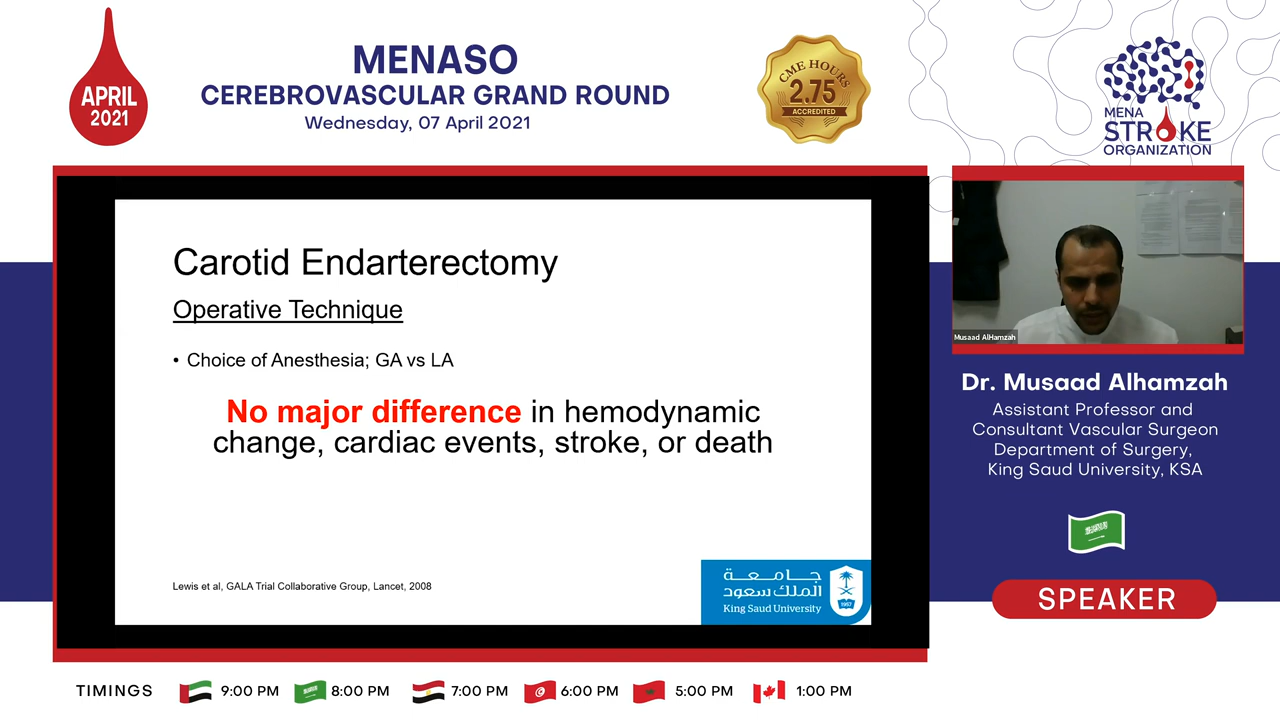 APRIL
2021
MENASO
CEREBROVASCULAR GRAND ROUND
Wednesday, 07 April 2021
CME HOURS
2.75
ACCREDITED
MENA
STROKE
ORGANIZATION
Carotid Endarterectomy
Operative Technique
• Choice of Anesthesia; GA vs LA
No major difference in hemodynamic
change, cardiac events, stroke, or death
Lewis et al, GALA Trial Collaborative Group, Lancet, 2008
جامعة
الملك سعود
King Saud University
1957
Musaad AlHamzah
Dr. Musaad Alhamzah
Assistant Professor and
Consultant Vascular Surgeon
Department of Surgery,
King Saud University, KSA
SPEAKER
TIMINGS 9:00 PM 8:00 PM 7:00 PM 6:00 PM 5:00 PM 1:00 PM